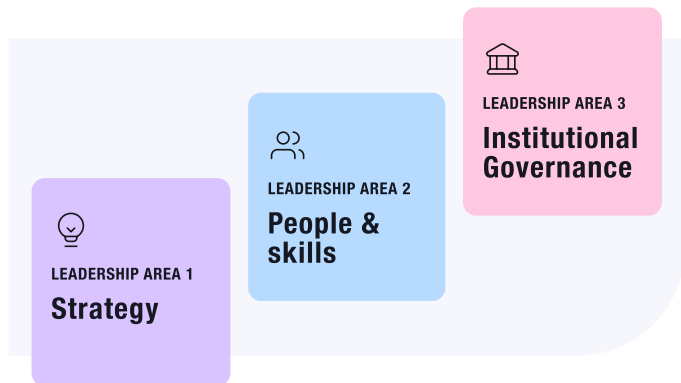 LEADERSHIP AREA 1
Strategy
LEADERSHIP AREA 2
People &
skills
LEADERSHIP AREA 3
Institutional
Governance